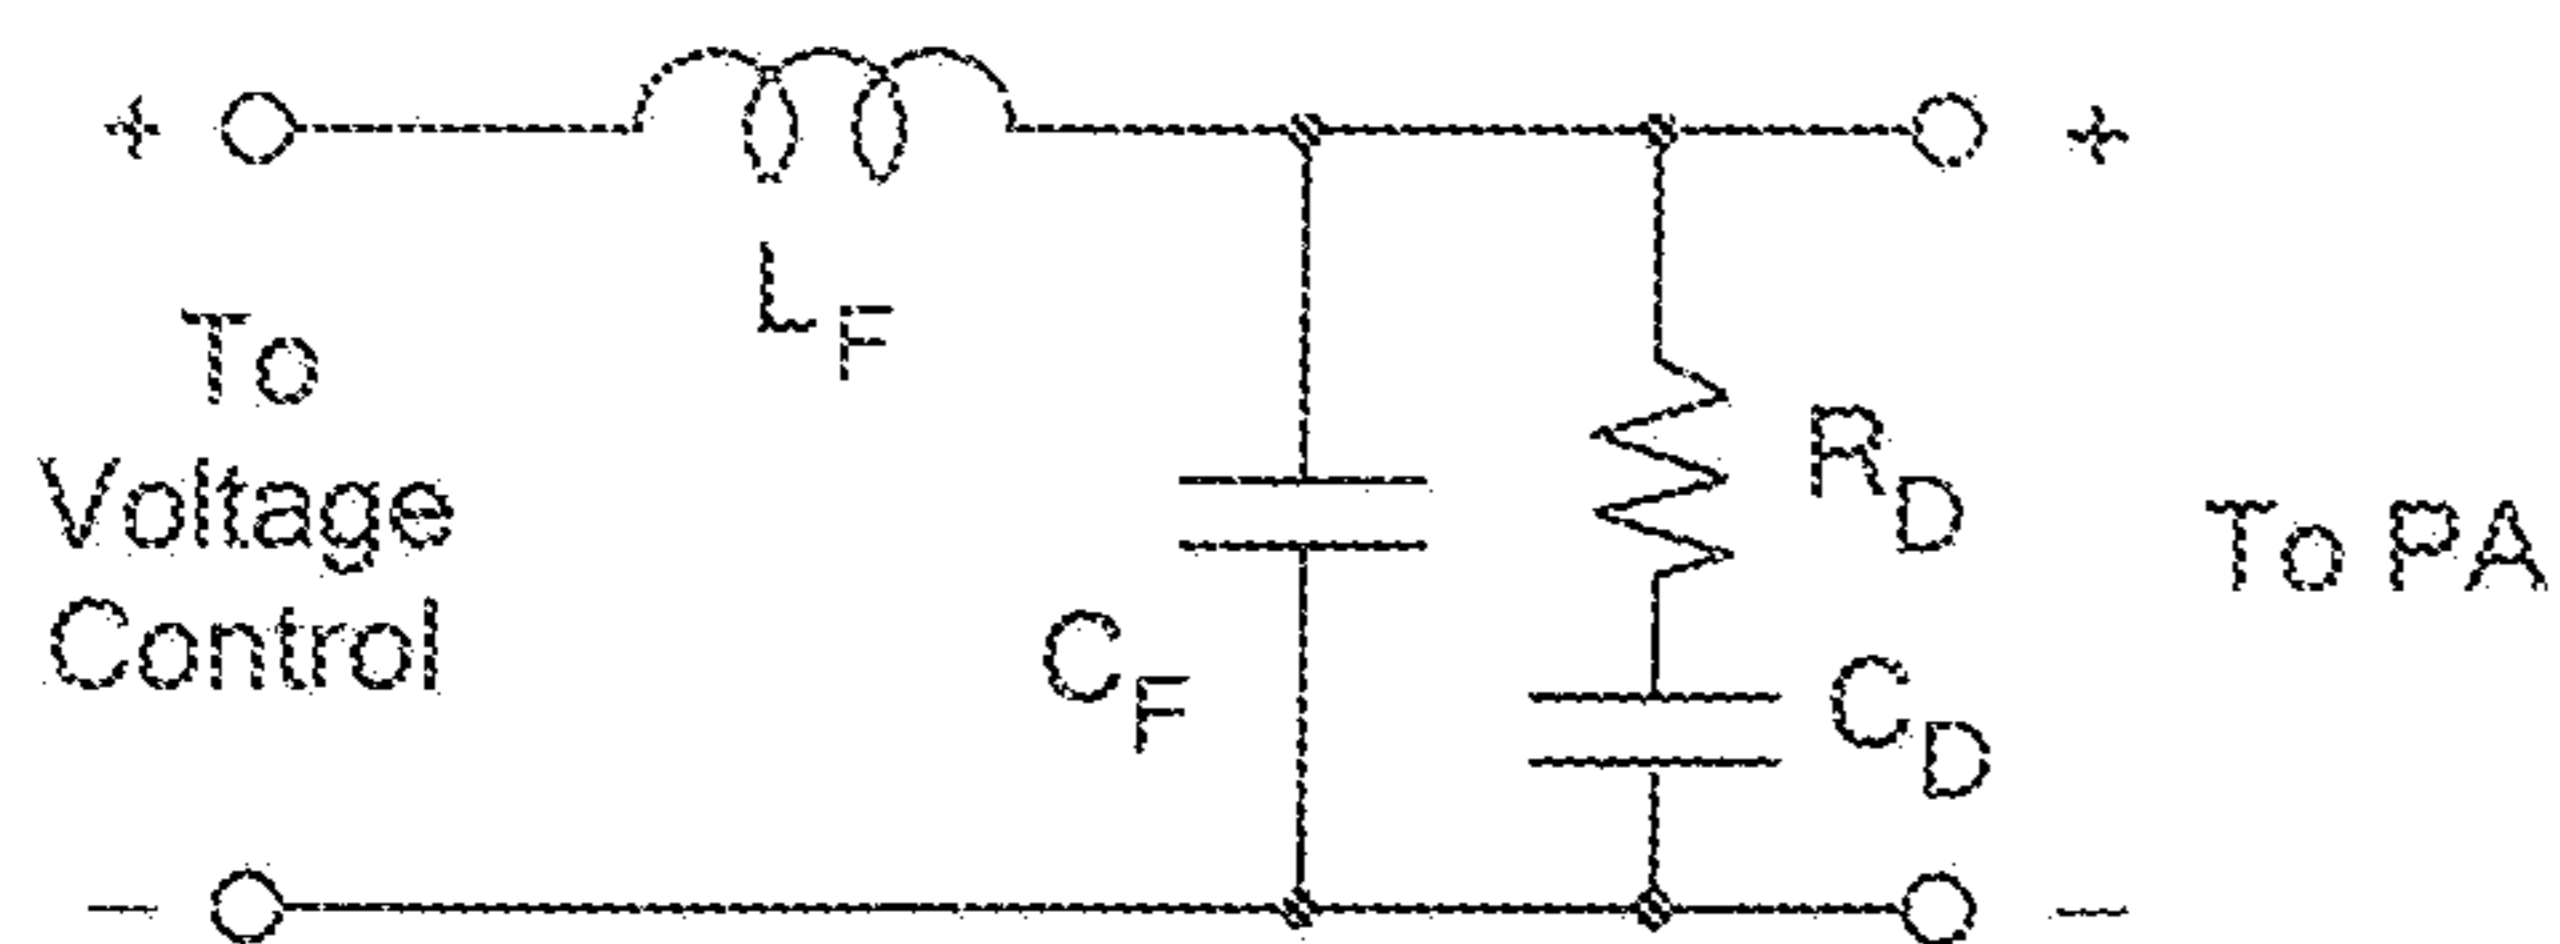 +
+
L_F
To
Voltage
Control
C_F
R_D
C_D
To PA
−
−